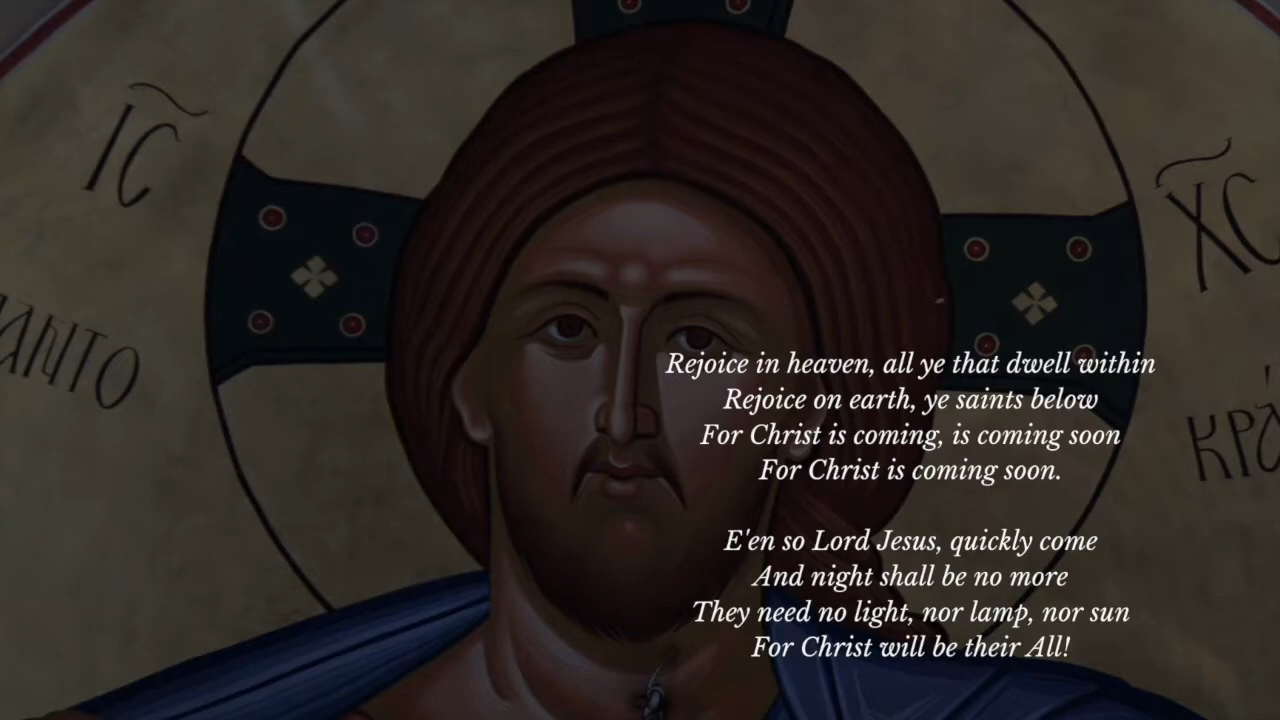 ΙC
ΧC
ΑΝΤΟ
ΚΡΆ
Rejoice in heaven, all ye that dwell within
Rejoice on earth, ye saints below
For Christ is coming, is coming soon
For Christ is coming soon.
E'en so Lord Jesus, quickly come
And night shall be no more
They need no light, nor lamp, nor sun
For Christ will be their All!